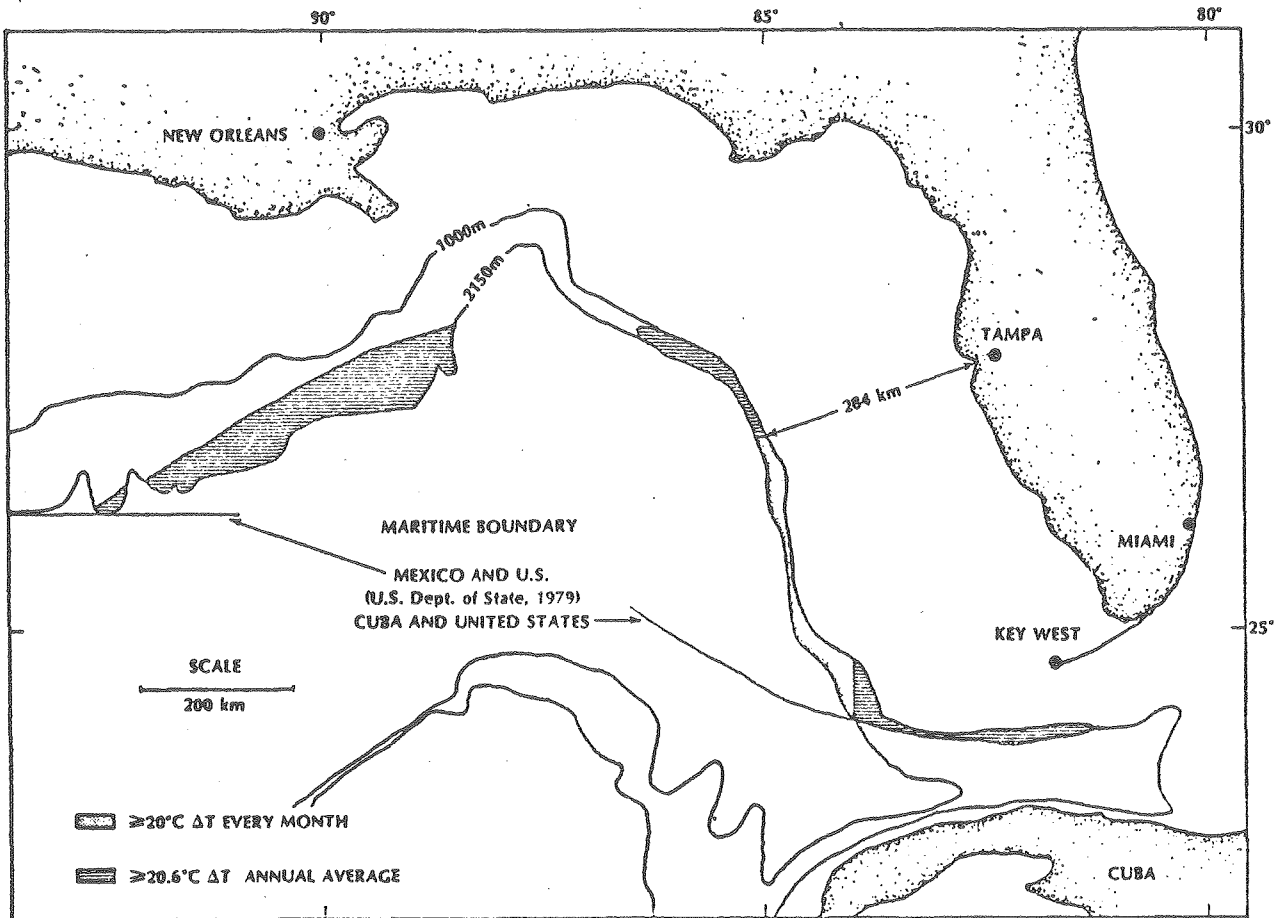 90° 85° 80°
NEW ORLEANS
30°
1000m
2150m
TAMPA
264 km
MARITIME BOUNDARY
MIAMI
MEXICO AND U.S.
(U.S. Dept. of State, 1979)
CUBA AND UNITED STATES
KEY WEST
25°
SCALE
200 km
≥20°C ΔT EVERY MONTH
≥20.6°C ΔT ANNUAL AVERAGE
CUBA